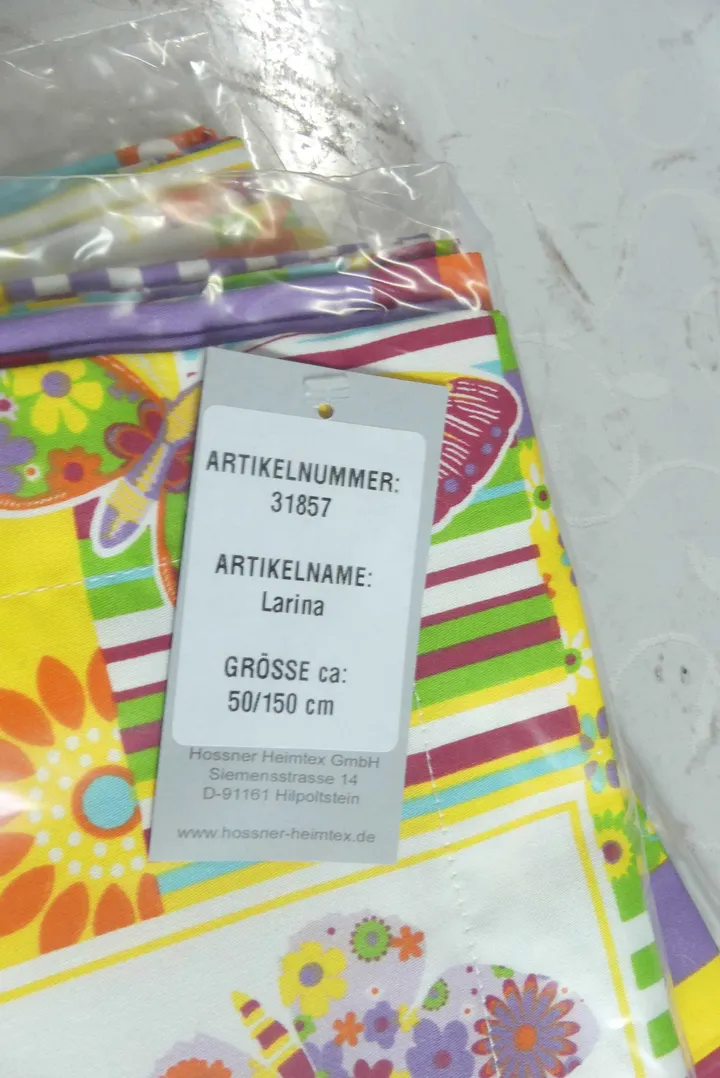 ARTIKELNUMMER:
31857
ARTIKELNAME:
Larina
GRÖSSE ca:
50/150 cm
Hossner Heimtex GmbH
Siemensstrasse 14
D-91161 Hilpoltstein
www.hossner-heimtex.de